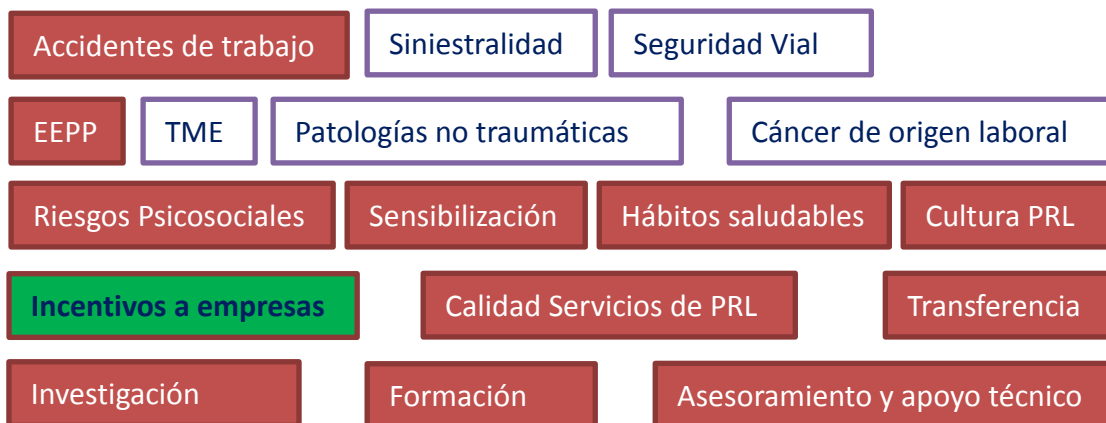 Accidentes de trabajo Siniestralidad Seguridad Vial
EEPP TME Patologías no traumáticas Cáncer de origen laboral
Riesgos Psicosociales Sensibilización Hábitos saludables Cultura PRL
Incentivos a empresas Calidad Servicios de PRL Transferencia
Investigación Formación Asesoramiento y apoyo técnico